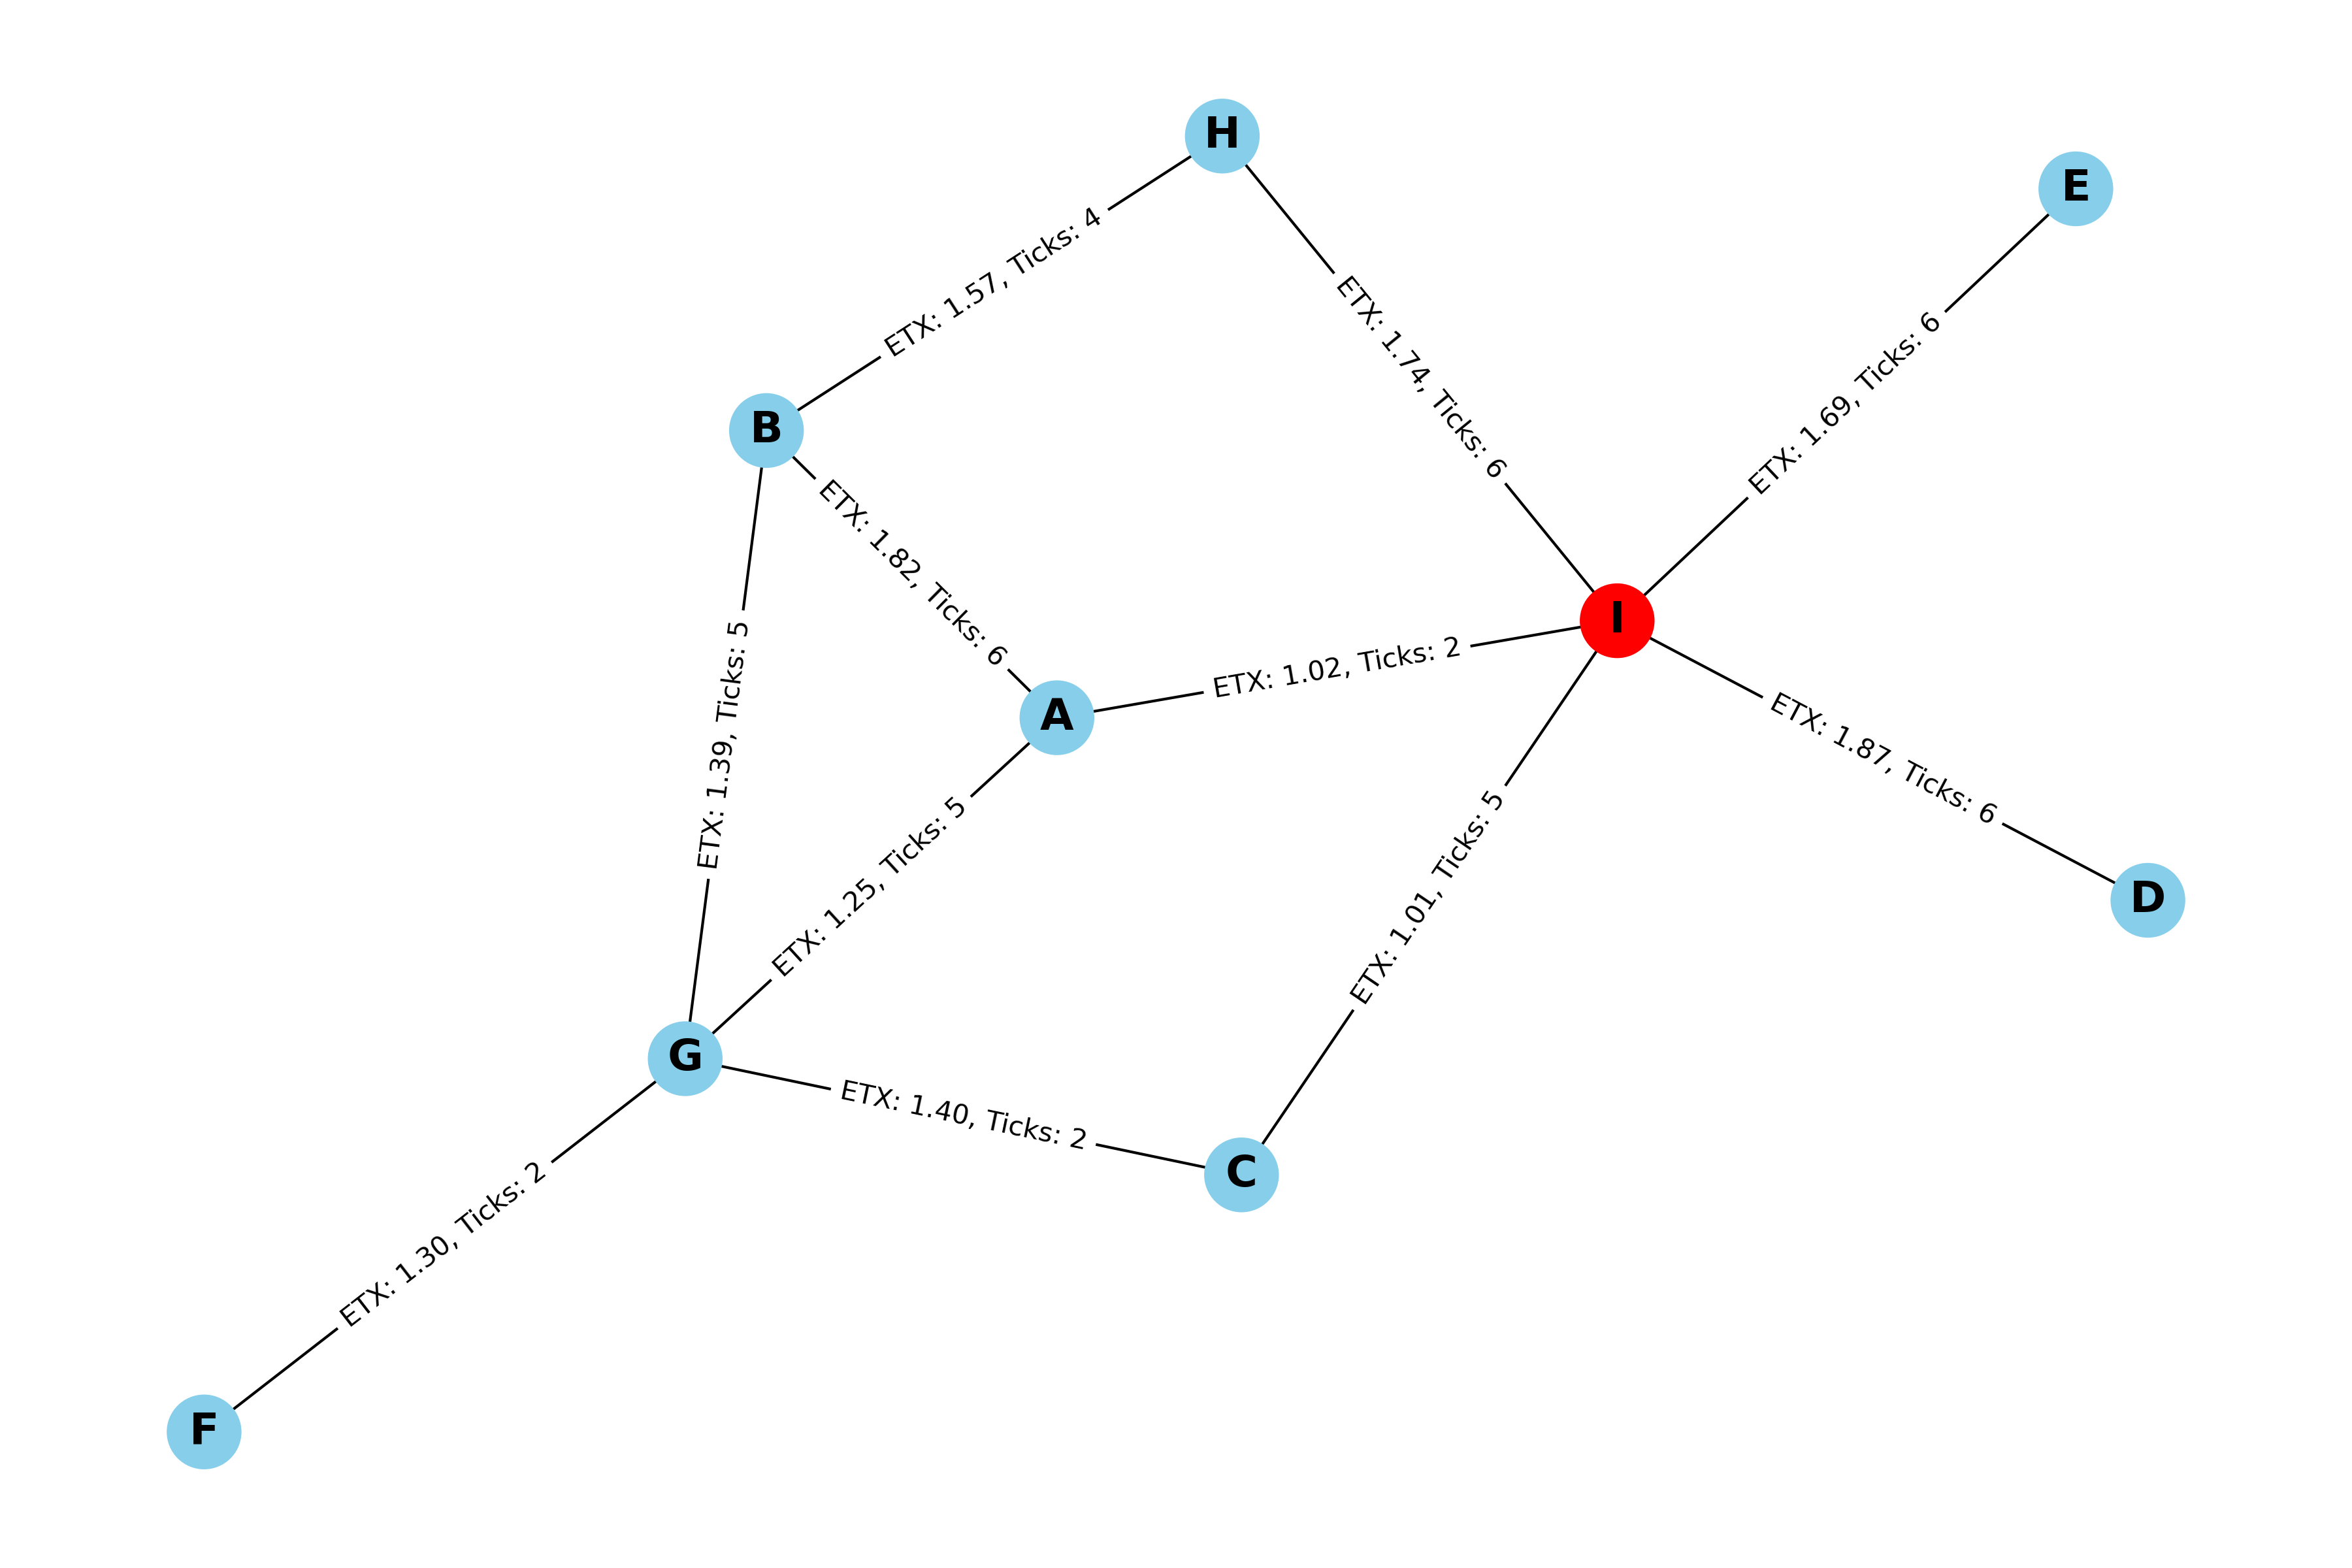 H
E
ETX: 1.57, Ticks: 4
ETX: 1.74, Ticks: 6
ETX: 1.69, Ticks: 6
B
ETX: 1.82, Ticks: 6
I
ETX: 1.02, Ticks: 2
A
ETX: 1.39, Ticks: 5
ETX: 1.87, Ticks: 6
ETX: 1.25, Ticks: 5
ETX: 1.01, Ticks: 5
D
G
ETX: 1.40, Ticks: 2
C
ETX: 1.30, Ticks: 2
F